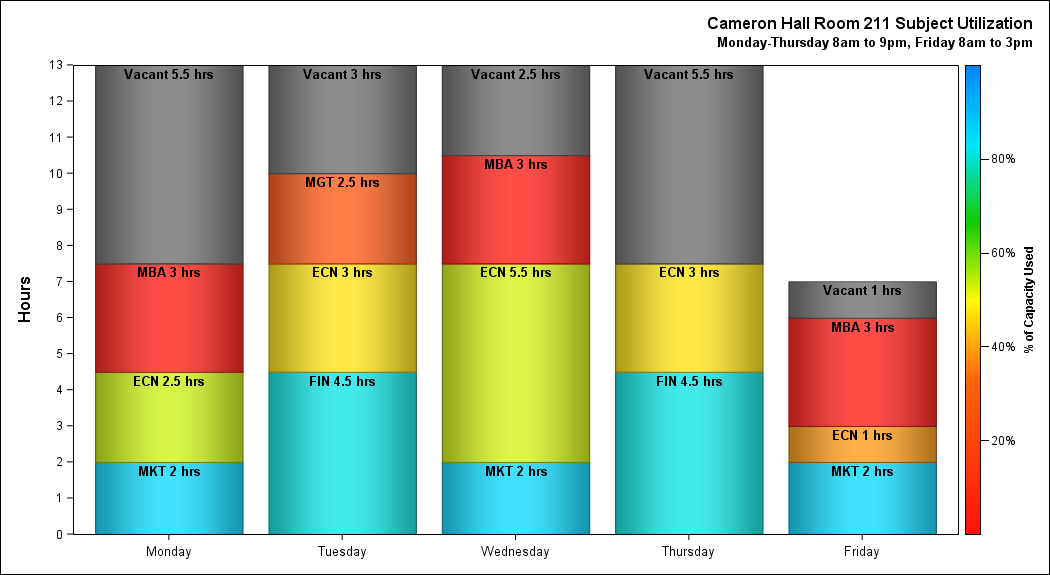 Cameron Hall Room 211 Subject Utilization
Monday-Thursday 8am to 9pm, Friday 8am to 3pm
Hours
13
12
11
10
9
8
7
6
5
4
3
2
1
0
Vacant 5.5 hrs
MBA 3 hrs
ECN 2.5 hrs
MKT 2 hrs
Monday
Vacant 3 hrs
MGT 2.5 hrs
ECN 3 hrs
FIN 4.5 hrs
Tuesday
Vacant 2.5 hrs
MBA 3 hrs
ECN 5.5 hrs
MKT 2 hrs
Wednesday
Vacant 5.5 hrs
ECN 3 hrs
FIN 4.5 hrs
Thursday
Vacant 1 hrs
MBA 3 hrs
ECN 1 hrs
MKT 2 hrs
Friday
80%
60%
40%
20%
% of Capacity Used